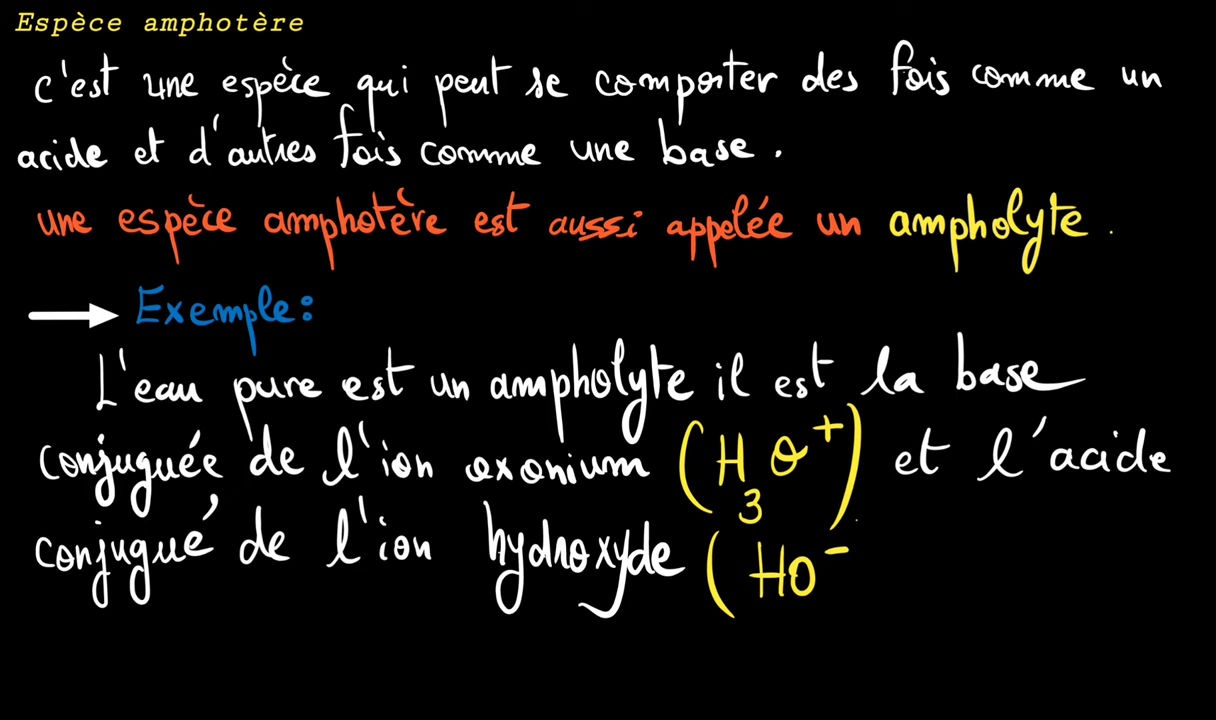 Espèce amphotère
c'est une espèce qui peut se comporter des fois comme un
acide et d'autres fois comme une base.
une espèce amphotère est aussi appelée un ampholyte.
Exemple:
L'eau pure est un ampholyte il est la base
conjuguée de l'ion oxonium (H₃O⁺) et l'acide
conjugué de l'ion hydroxyde (HO⁻